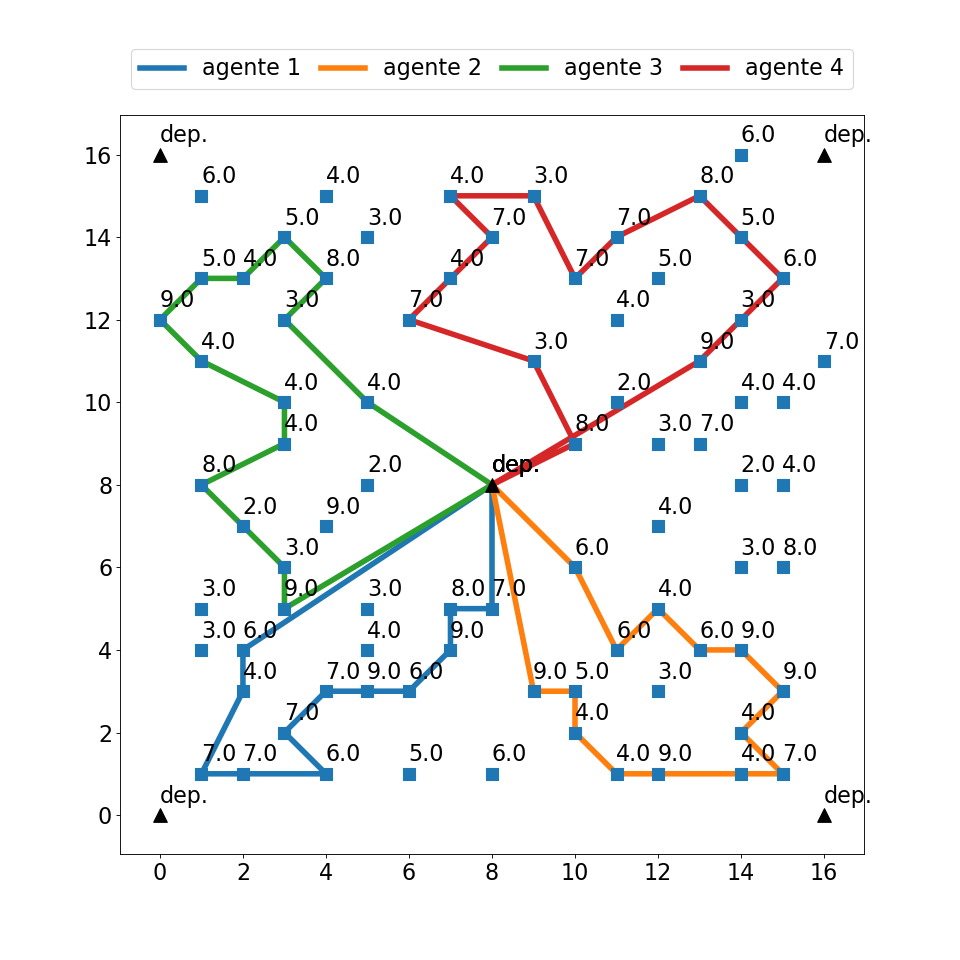 agente 1 agente 2 agente 3 agente 4
dep. 6.0 dep.
16
6.0 4.0 4.0 3.0 8.0
5.0 3.0 7.0 7.0 5.0
14
5.0 4.0 8.0 4.0 7.0 5.0 6.0
9.0 3.0 7.0 4.0 3.0
12
4.0 3.0 9.0 7.0
4.0 4.0 2.0 4.0 4.0
10
4.0 8.0 3.0 7.0
8.0 2.0 dep. 2.0 4.0
8
2.0 9.0 4.0
3.0 6.0 3.0 8.0
6
3.0 9.0 3.0 8.0 7.0 4.0
3.0 6.0 4.0 9.0 6.0 6.0 9.0
4
4.0 7.0 9.0 6.0 9.0 5.0 3.0 9.0
7.0 4.0 4.0
2
7.0 7.0 6.0 5.0 6.0 4.0 9.0 4.0 7.0
dep. dep.
0
0 2 4 6 8 10 12 14 16